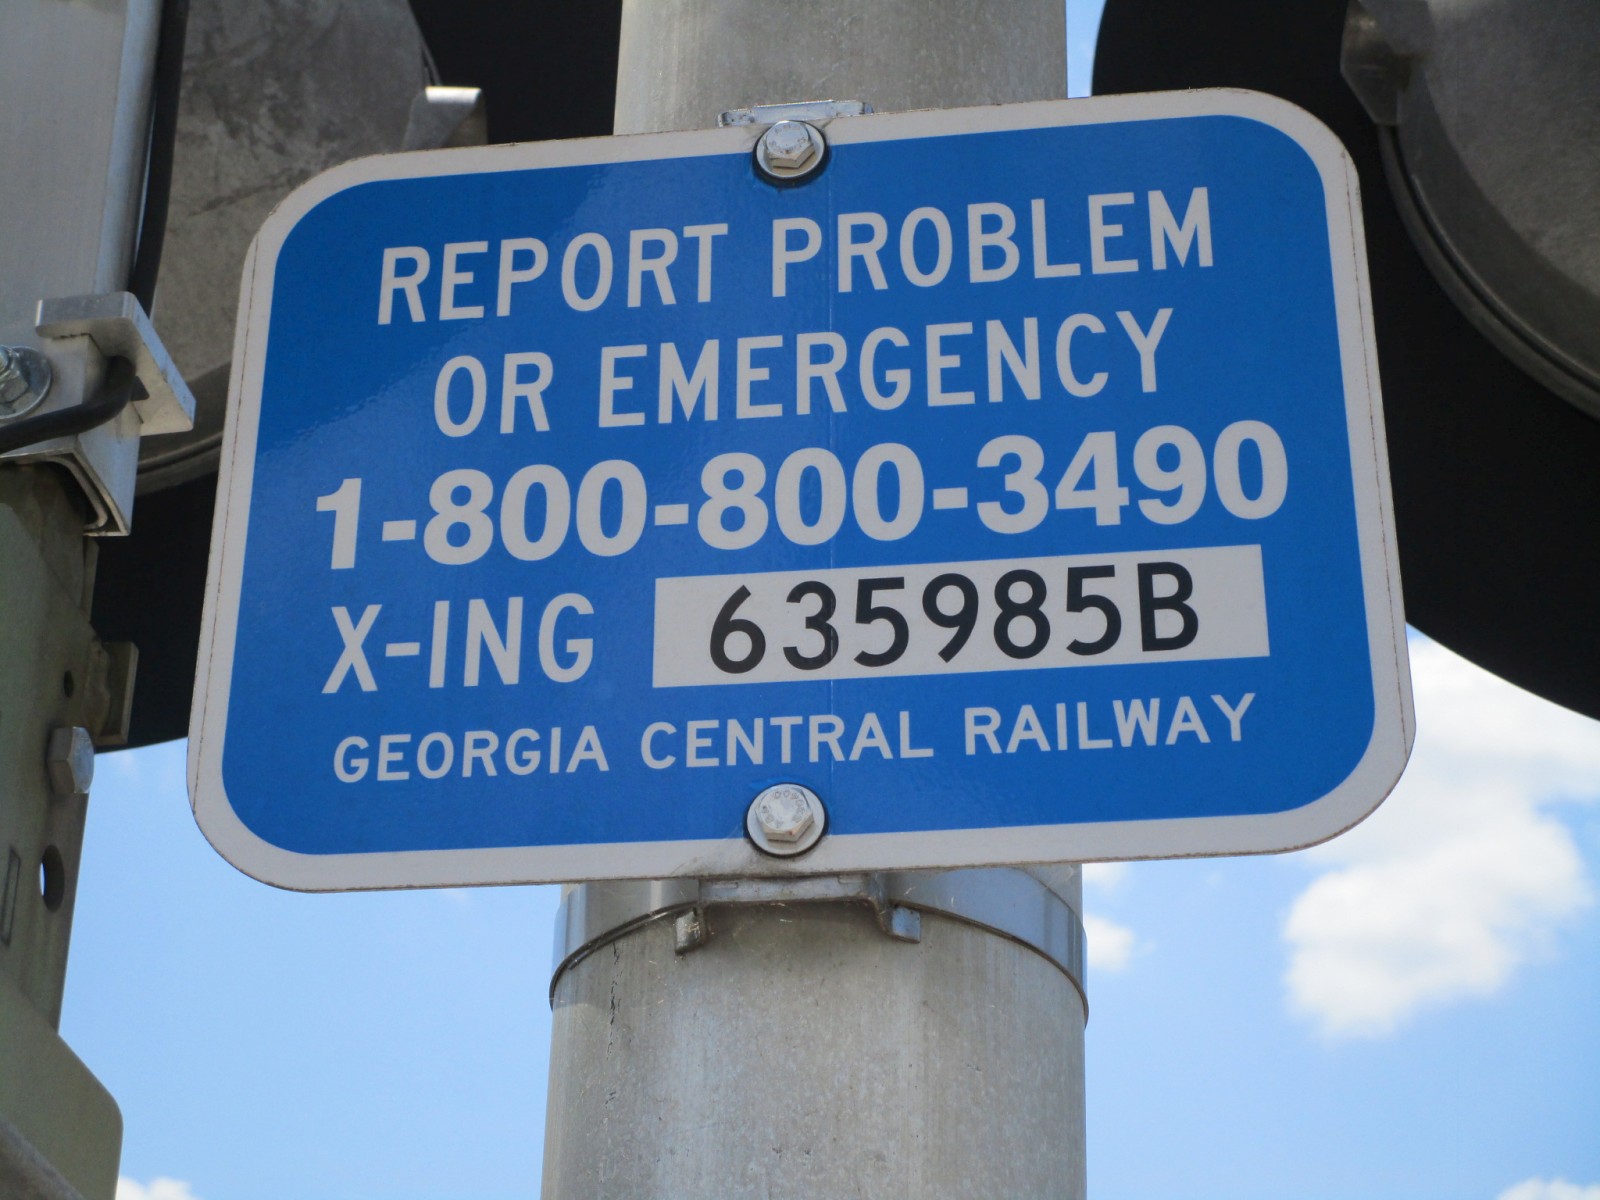 REPORT PROBLEM
OR EMERGENCY
1-800-800-3490
X-ING 635985B
GEORGIA CENTRAL RAILWAY